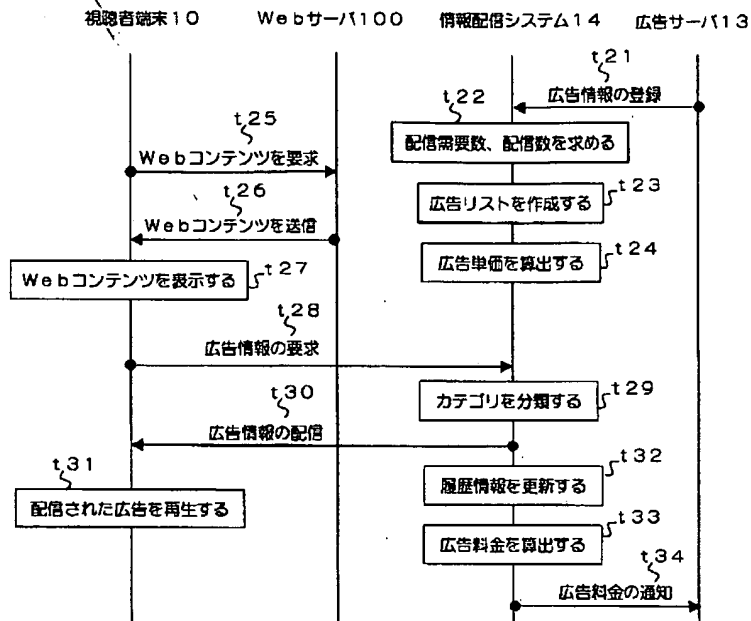 視聴者端末10 Webサーバ100 情報配信システム14 広告サーバ13
t21
広告情報の登録
t22
配信需要数、配信数を求める
t25
Webコンテンツを要求
t23
広告リストを作成する
t26
Webコンテンツを送信
t24
広告単価を算出する
t27
Webコンテンツを表示する
t28
広告情報の要求
t29
カテゴリを分類する
t30
広告情報の配信
t31
配信された広告を再生する
t32
履歴情報を更新する
t33
広告料金を算出する
t34
広告料金の通知